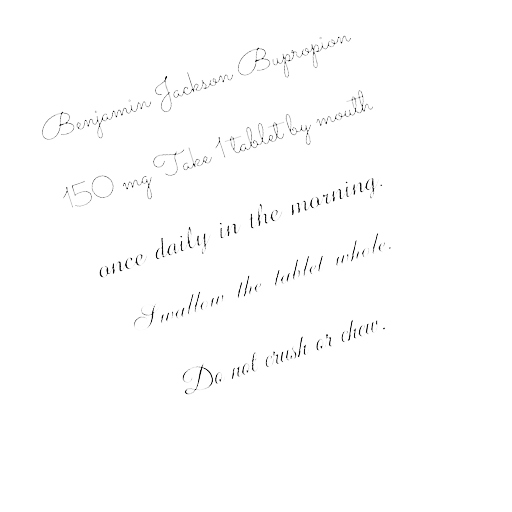 Benjamin Jackson Bupropion
150 mg Take 1 tablet by mouth
once daily in the morning.
Swallow the tablet whole.
Do not crush or chew.